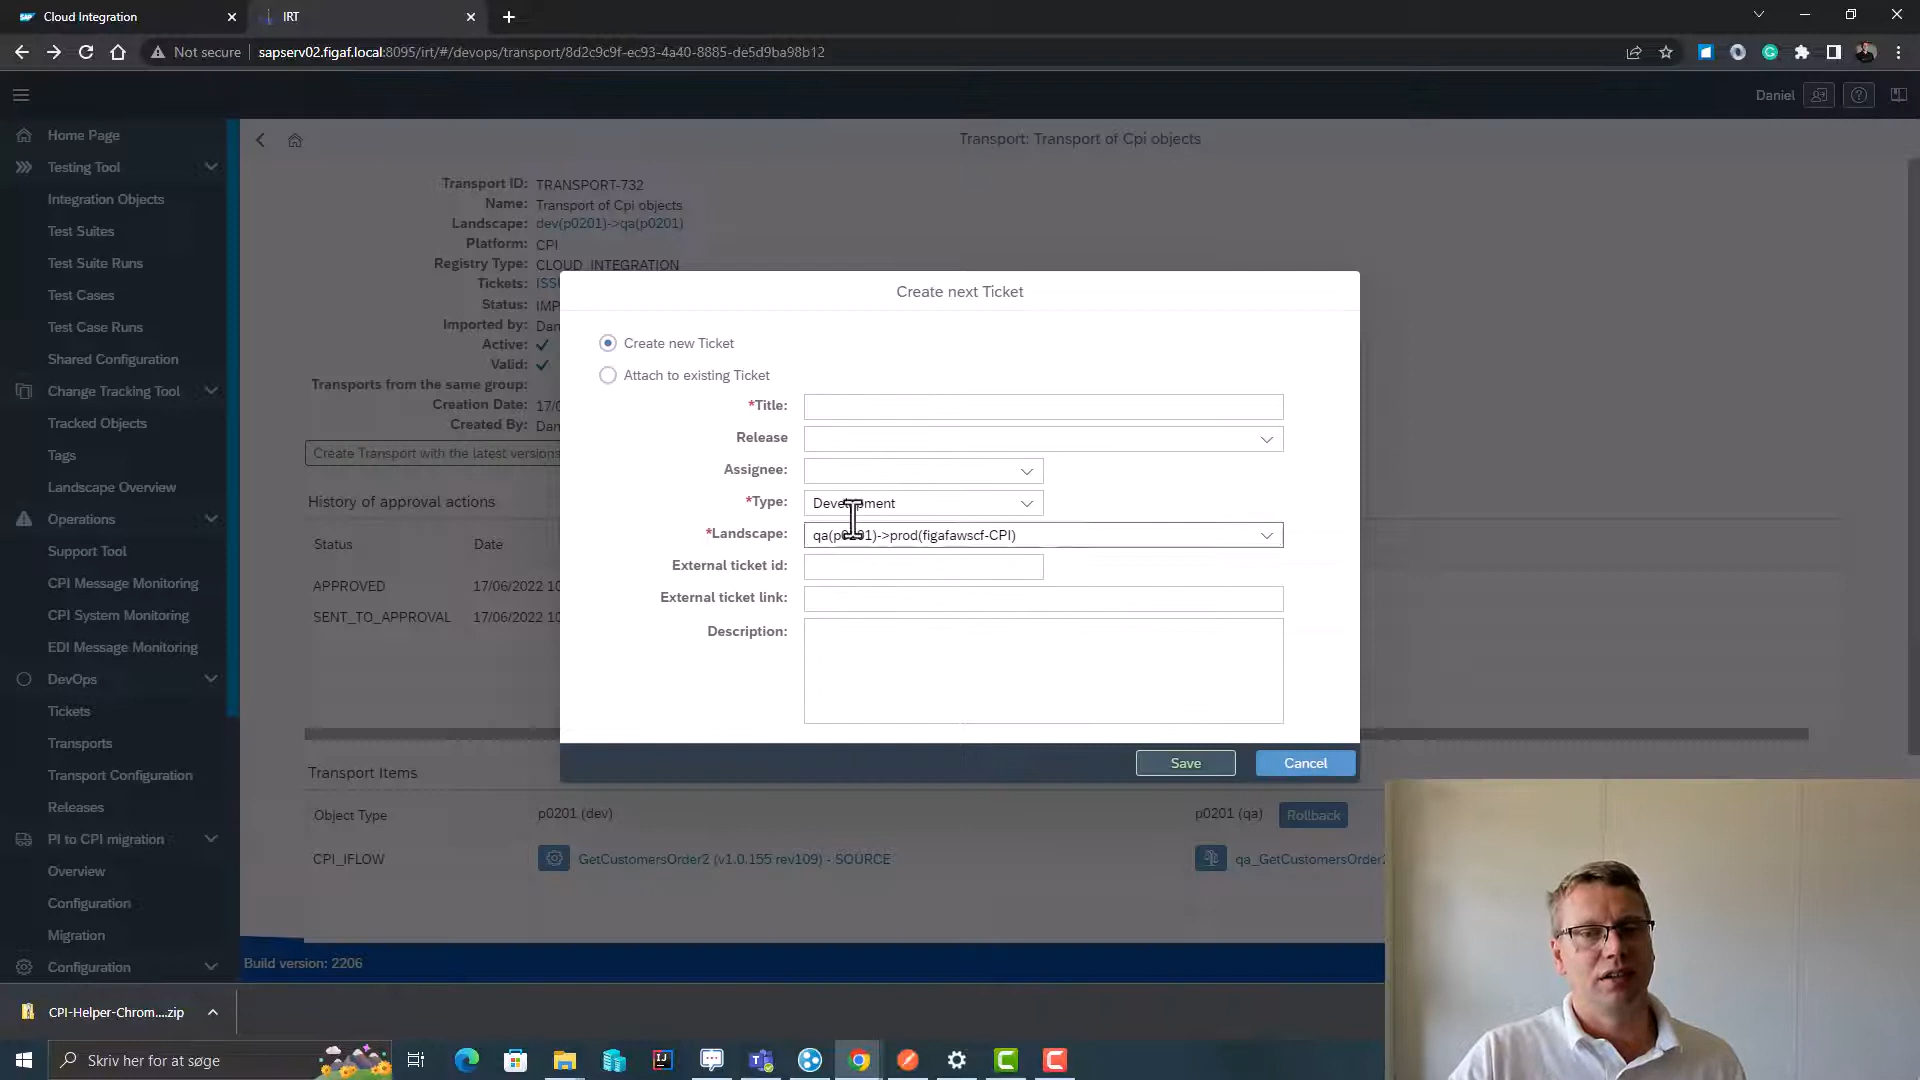 Cloud Integration
IRT
Not secure
sapserv02.figaf.local:8095/irt/#/devops/transport/8d2c9c9f-ec93-4a40-8885-de5d9ba98b12
Daniel
Home Page
Testing Tool
Integration Objects
Test Suites
Test Suite Runs
Test Cases
Test Case Runs
Shared Configuration
Change Tracking Tool
Tracked Objects
Tags
Landscape Overview
Operations
Support Tool
CPI Message Monitoring
CPI System Monitoring
EDI Message Monitoring
DevOps
Tickets
Transports
Transport Configuration
Releases
PI to CPI migration
Overview
Configuration
Migration
Configuration
Transport: Transport of Cpi objects
Transport ID: TRANSPORT-732
Name: Transport of Cpi objects
Landscape: dev(p0201)->qa(p0201)
Platform: CPI
Registry Type: CLOUD_INTEGRATION
Tickets:
Status:
Imported by:
Active:
Valid:
Transports from the same group:
Creation Date:
Created By:
Create Transport with the latest versions
History of approval actions
Status Date
APPROVED 17/06/2022
SENT_TO_APPROVAL 17/06/2022
Create next Ticket
Create new Ticket
Attach to existing Ticket
*Title:
Release
Assignee:
*Type: Development
*Landscape: qa(p0201)->prod(figafawscf-CPI)
External ticket id:
External ticket link:
Description:
Save Cancel
Transport Items
Object Type p0201 (dev) p0201 (qa) Rollback
CPI_IFLOW GetCustomersOrder2 (v1.0.155 rev109) - SOURCE
Build version: 2206
CPI-Helper-Chrom....zip
Skriv her for at søge